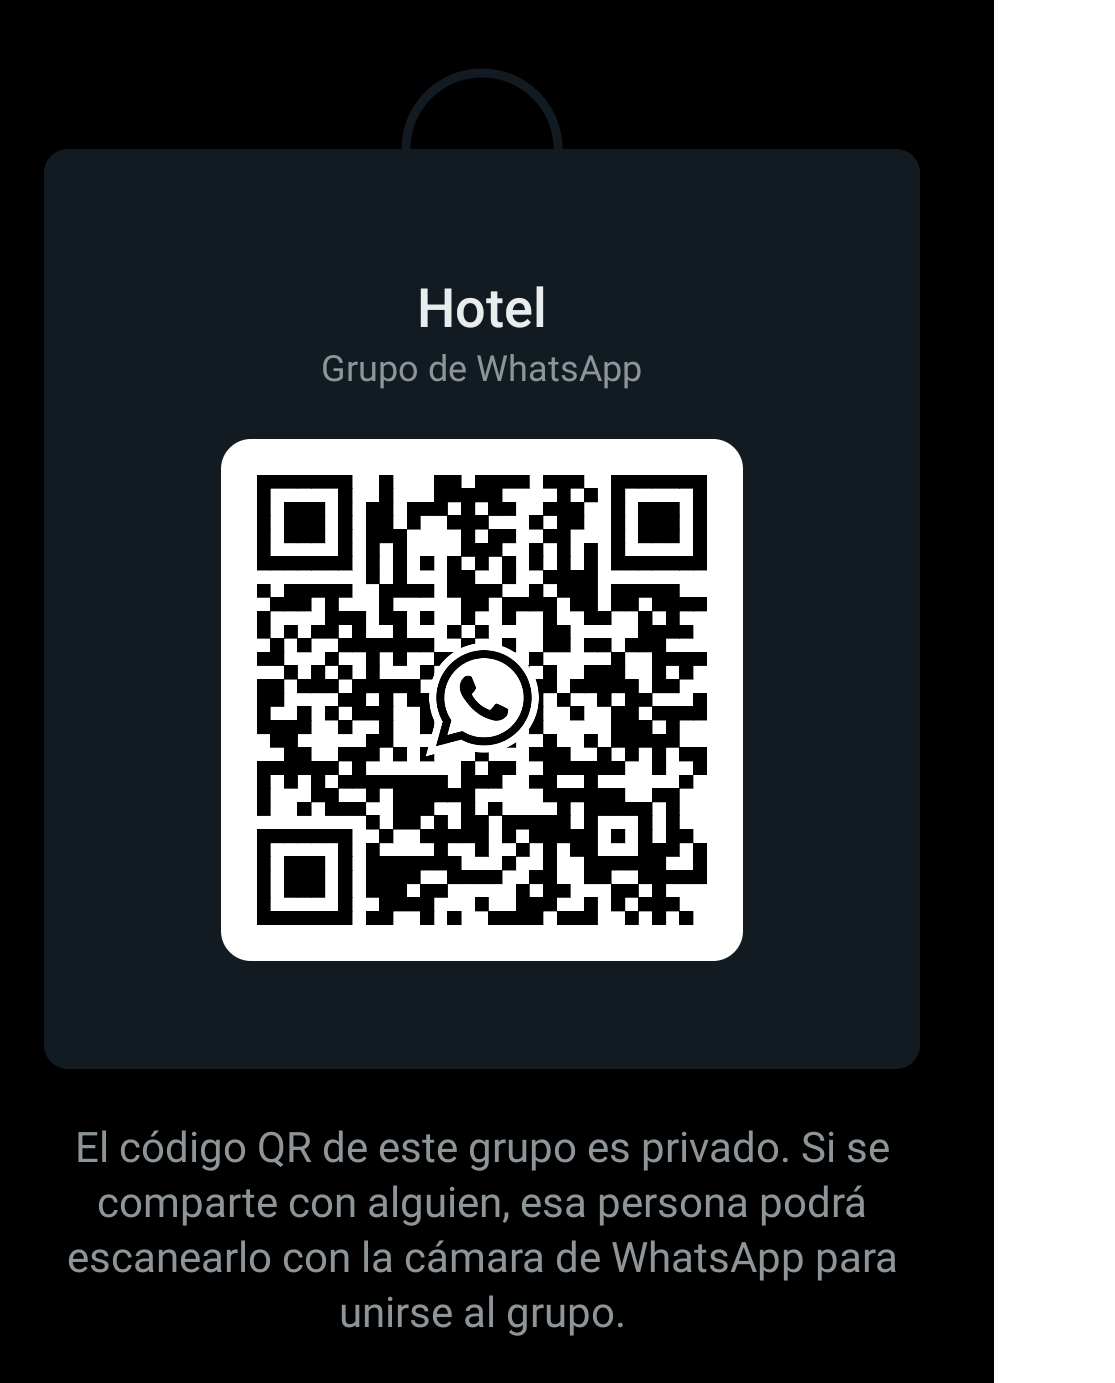 Hotel
Grupo de WhatsApp
El código QR de este grupo es privado. Si se
comparte con alguien, esa persona podrá
escanearlo con la cámara de WhatsApp para
unirse al grupo.